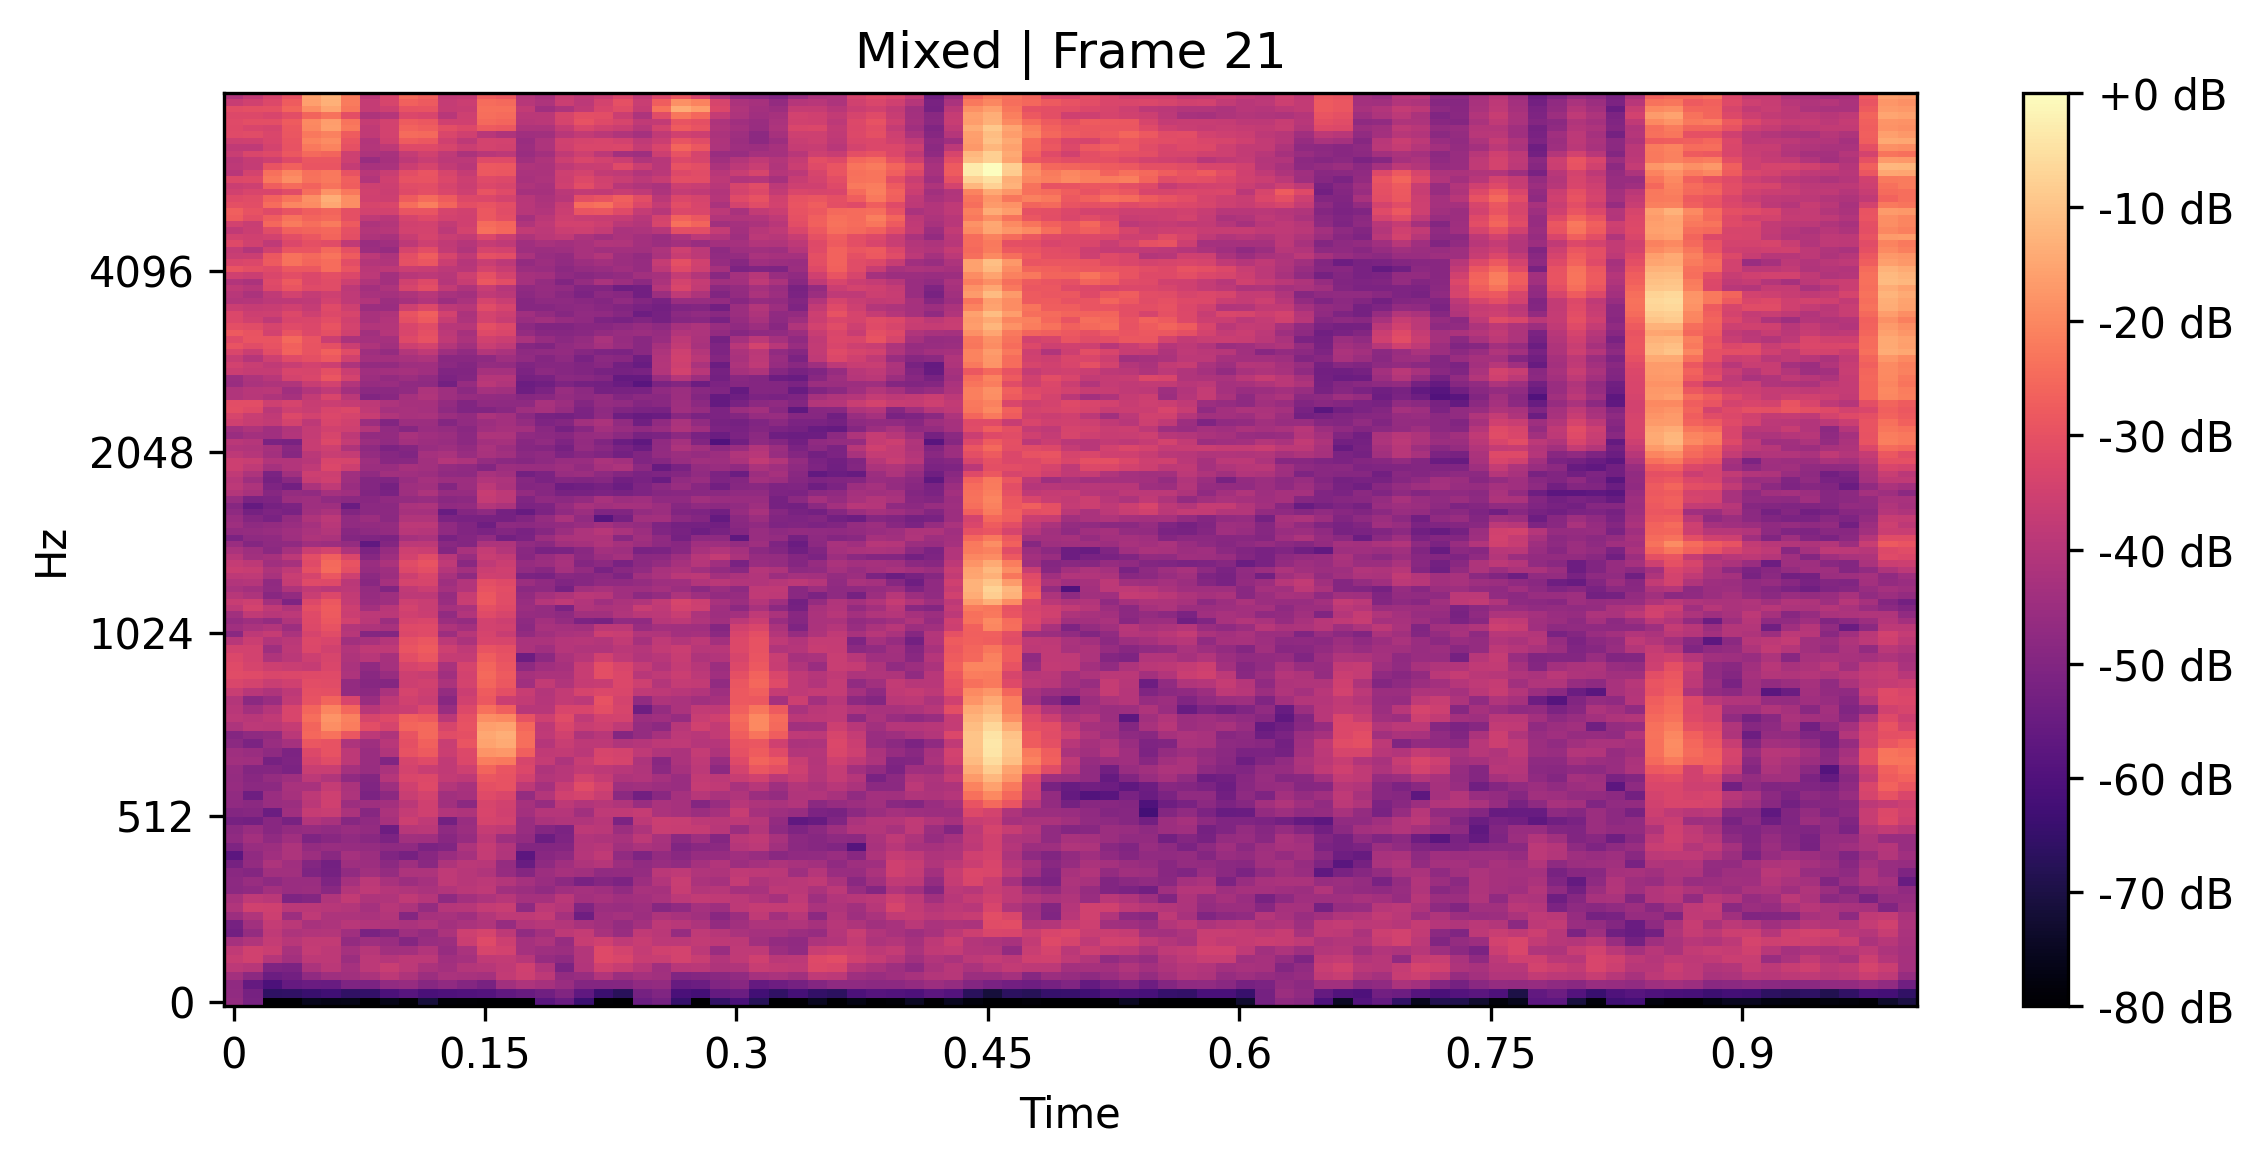 Mixed | Frame 21
Hz
4096
2048
1024
512
0
0 0.15 0.3 0.45 0.6 0.75 0.9
Time
+0 dB
-10 dB
-20 dB
-30 dB
-40 dB
-50 dB
-60 dB
-70 dB
-80 dB